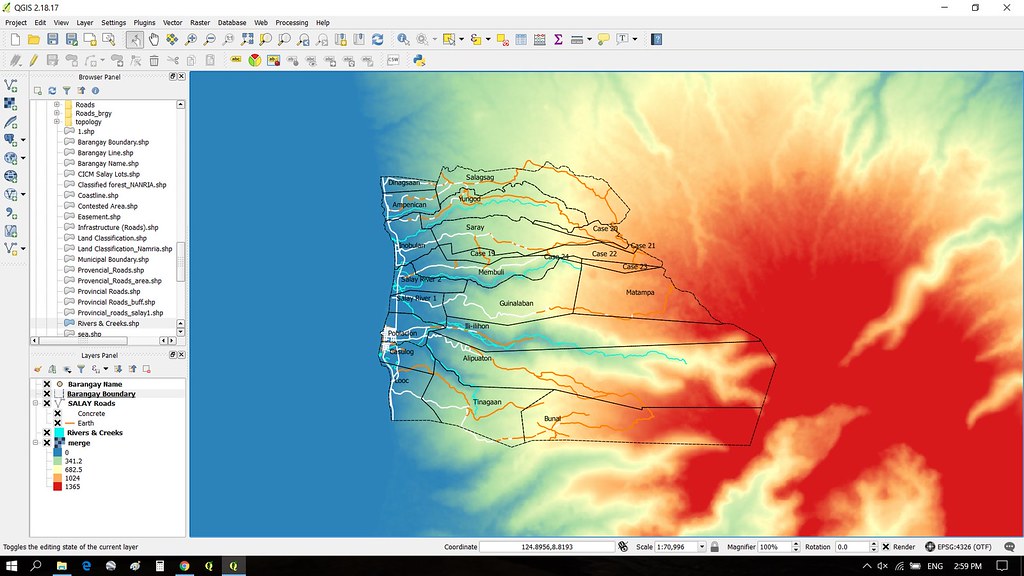 QGIS 2.18.17
Project Edit View Layer Settings Plugins Vector Raster Database Web Processing Help
Browser Panel
Roads
Roads_brgy
topology
1.shp
Barangay Boundary.shp
Barangay Line.shp
Barangay Name.shp
CICM Salay Lots.shp
Classified forest_NANRIA.shp
Coastline.shp
Contested Area.shp
Easement.shp
Infrastructure (Roads).shp
Land Classification.shp
Land Classification_Namria.shp
Municipal Boundary.shp
Provencial_Roads.shp
Provencial_Roads_area.shp
Provincial Roads.shp
Provincial Roads_buff.shp
Provincial_roads_salay1.shp
Rivers & Creeks.shp
sea.shp
Layers Panel
Barangay Name
Barangay Boundary
SALAY Roads
Concrete
Earth
Rivers & Creeks
merge
0
341.2
682.5
1024
1365
Dinagsaan
Salagsag
Ampenican
Yungod
Saray
Case 20
Inobulan
Case 21
Case 19
Case 24
Case 22
Case 23
Membuli
Salay River 2
Matampa
Salay River 1
Guinalaban
Ili-ilihon
Poblacion
Casulog
Alipuaton
Looc
Tinagaan
Bunal
Toggles the editing state of the current layer
Coordinate 124.8956,8.8193 Scale 1:70,996 Magnifier 100% Rotation 0.0 Render EPSG:4326 (OTF)
ENG 2:59 PM